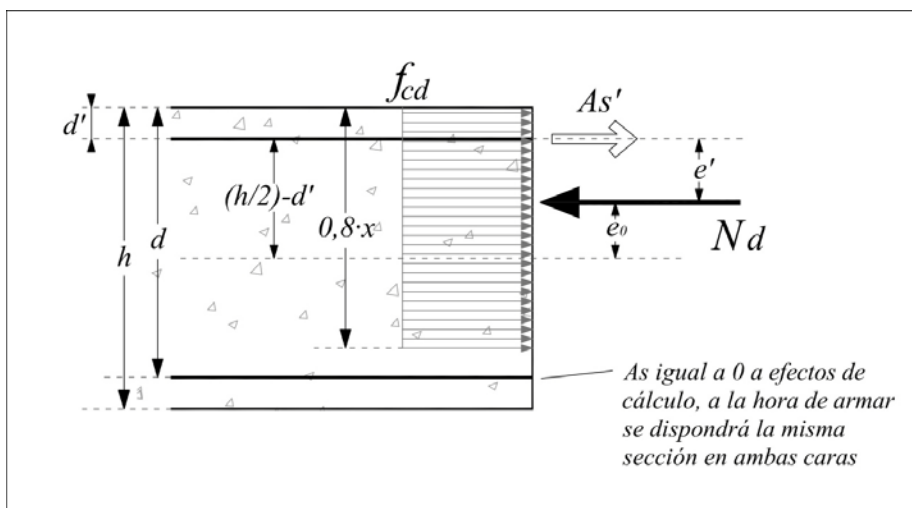 fcd
As'
d'
e'
(h/2)-d'
0,8·x
e₀
Nd
h
d
As igual a 0 a efectos de
cálculo, a la hora de armar
se dispondrá la misma
sección en ambas caras